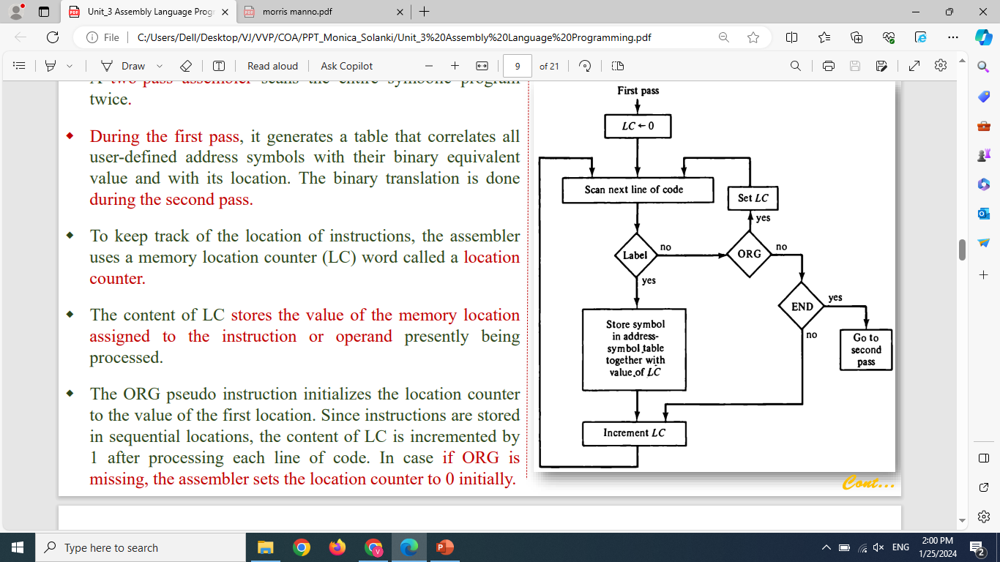 Unit_3 Assembly Language Prog
morris manno.pdf
File
C:/Users/Dell/Desktop/VJ/VVP/COA/PPT_Monica_Solanki/Unit_3%20Assembly%20Language%20Programming.pdf
Draw
Read aloud
Ask Copilot
9
of 21
A two-pass assembler scans the entire symbolic program
twice.
During the first pass, it generates a table that correlates all
user-defined address symbols with their binary equivalent
value and with its location. The binary translation is done
during the second pass.
To keep track of the location of instructions, the assembler
uses a memory location counter (LC) word called a location
counter.
The content of LC stores the value of the memory location
assigned to the instruction or operand presently being
processed.
The ORG pseudo instruction initializes the location counter
to the value of the first location. Since instructions are stored
in sequential locations, the content of LC is incremented by
1 after processing each line of code. In case if ORG is
missing, the assembler sets the location counter to 0 initially.
First pass
LC ← 0
Scan next line of code
Set LC
yes
Label
no
ORG
no
yes
END
yes
no
Store symbol
in address-
symbol table
together with
value of LC
Go to
second
pass
Increment LC
Cont...
Type here to search
ENG
2:00 PM
1/25/2024
2